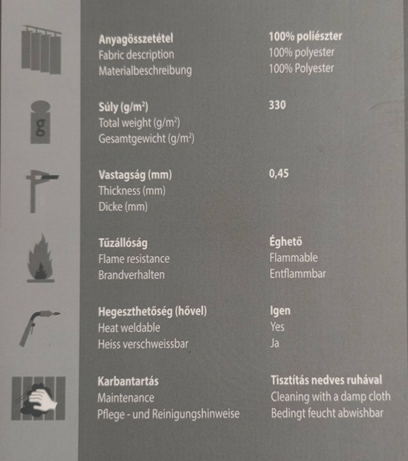 Anyagösszetétel 100% poliészter
Fabric description 100% polyester
Materialbeschreibung 100% Polyester
Súly (g/m²) 330
Total weight (g/m²)
Gesamtgewicht (g/m²)
Vastagság (mm) 0,45
Thickness (mm)
Dicke (mm)
Tűzállóság Éghető
Flame resistance Flammable
Brandverhalten Entflammbar
Hegeszthetőség (hővel) Igen
Heat weldable Yes
Heiss verschweissbar Ja
Karbantartás Tisztítás nedves ruhával
Maintenance Cleaning with a damp cloth
Pflege - und Reinigungshinweise Bedingt feucht abwishbar
g